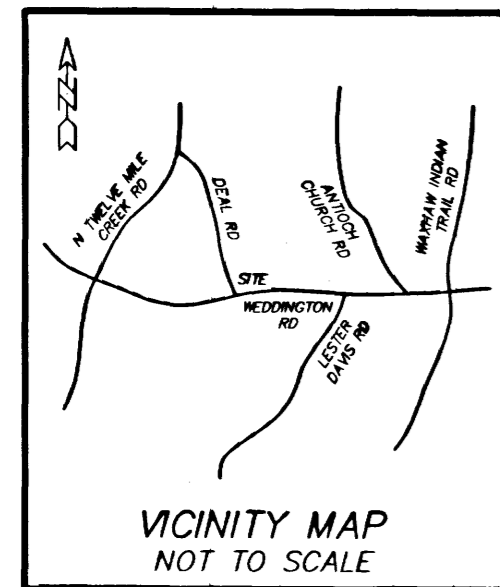 N
N TWELVE MILE
CREEK RD
DEAL RD
ANTIOCH
CHURCH RD
WAXHAW INDIAN
TRAIL RD
SITE
WEDDINGTON
RD
LESTER
DAVIS RD
VICINITY MAP
NOT TO SCALE